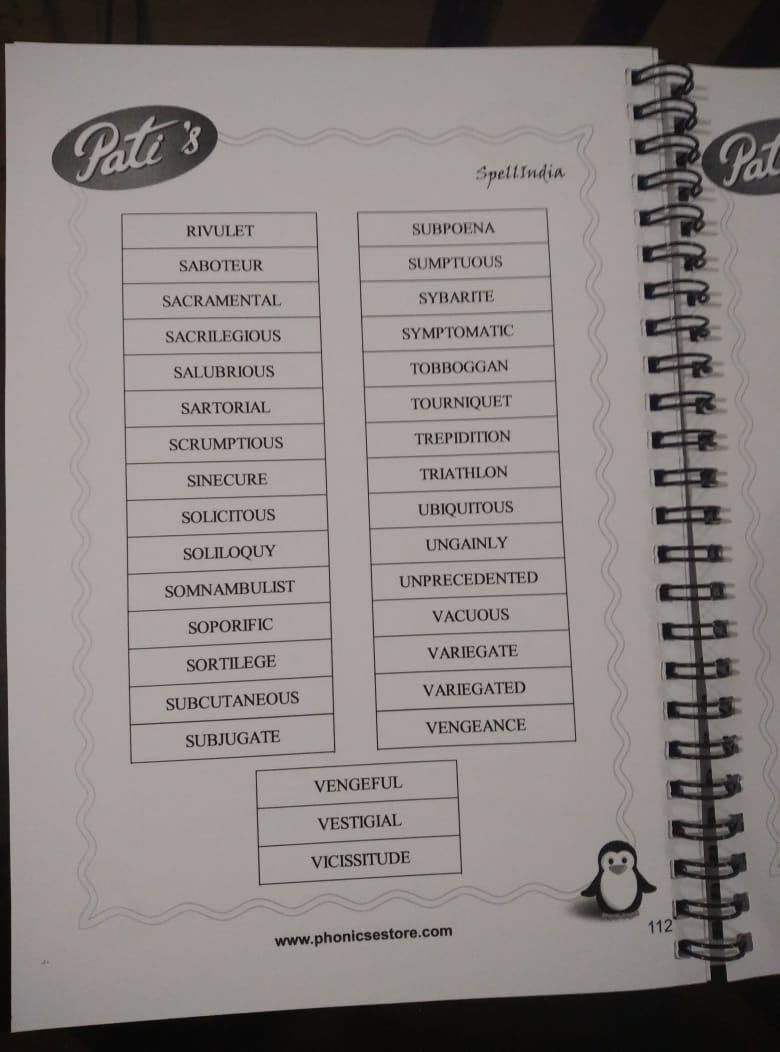 Pati's
SpellIndia
RIVULET
SABOTEUR
SACRAMENTAL
SACRILEGIOUS
SALUBRIOUS
SARTORIAL
SCRUMPTIOUS
SINECURE
SOLICITOUS
SOLILOQUY
SOMNAMBULIST
SOPORIFIC
SORTILEGE
SUBCUTANEOUS
SUBJUGATE
SUBPOENA
SUMPTUOUS
SYBARITE
SYMPTOMATIC
TOBBOGGAN
TOURNIQUET
TREPIDITION
TRIATHLON
UBIQUITOUS
UNGAINLY
UNPRECEDENTED
VACUOUS
VARIEGATE
VARIEGATED
VENGEANCE
VENGEFUL
VESTIGIAL
VICISSITUDE
www.phonicsestore.com
112
Pat